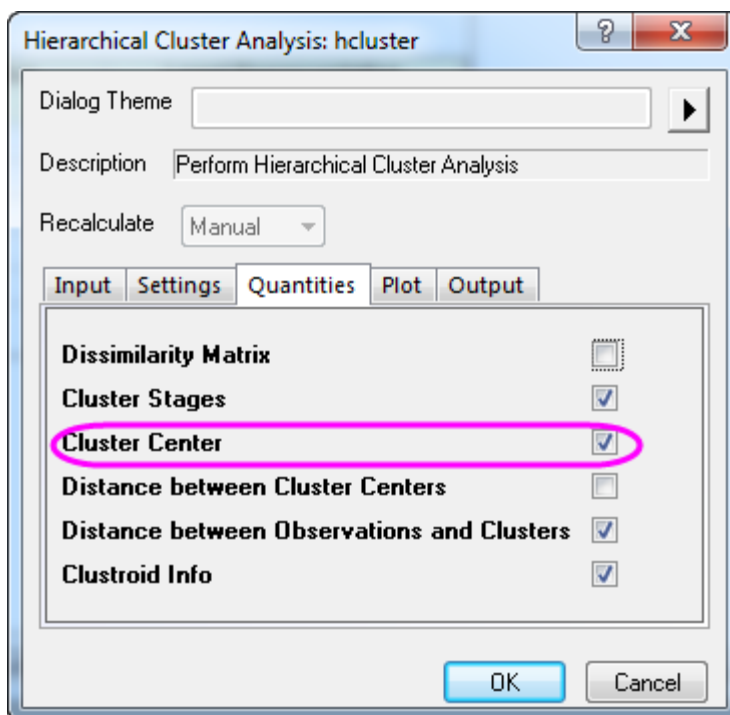 Hierarchical Cluster Analysis: hcluster
Dialog Theme
Description Perform Hierarchical Cluster Analysis
Recalculate Manual
Input Settings Quantities Plot Output
Dissimilarity Matrix
Cluster Stages
Cluster Center
Distance between Cluster Centers
Distance between Observations and Clusters
Clustroid Info
OK Cancel